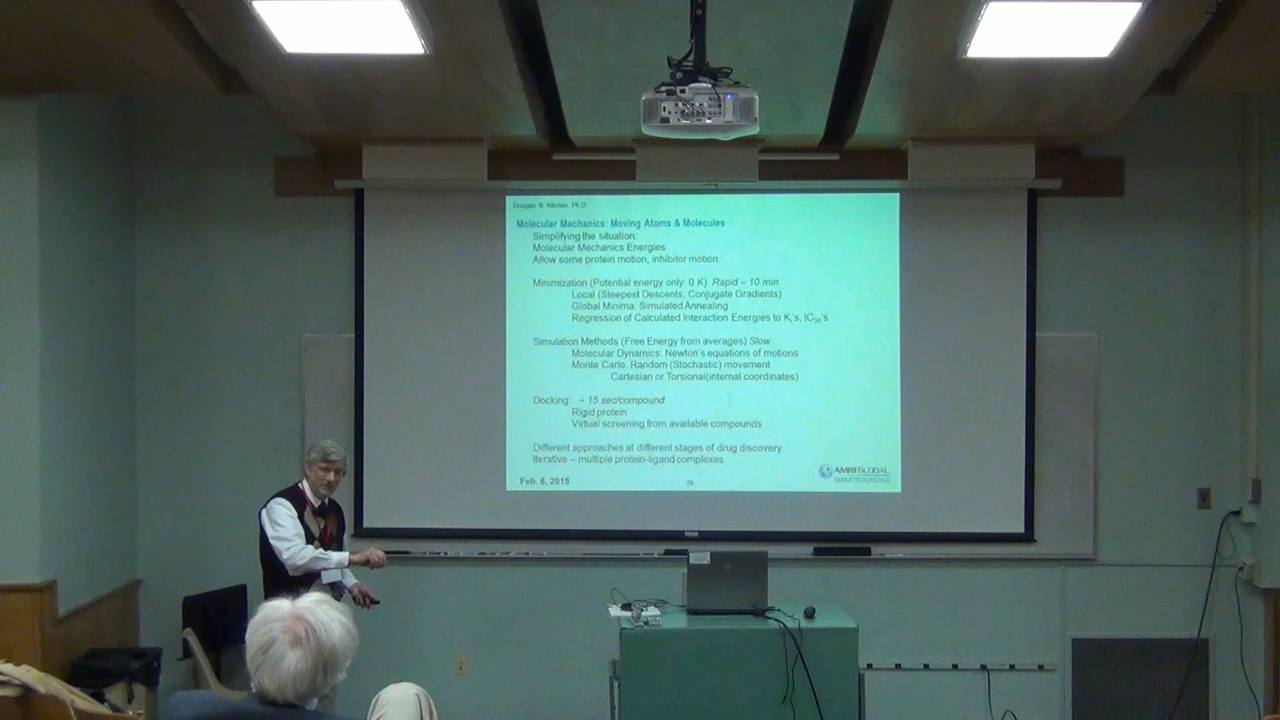 Douglas B. Kitchen, Ph.D.
Molecular Mechanics: Moving Atoms & Molecules
Simplifying the situation:
Molecular Mechanics Energies
Allow some protein motion, inhibitor motion.
Minimization (Potential energy only: 0 K) Rapid – 10 min
Local (Steepest Descents, Conjugate Gradients)
Global Minima: Simulated Annealing
Regression of Calculated Interaction Energies to Ki's, IC50's
Simulation Methods (Free Energy from averages) Slow
Molecular Dynamics: Newton's equations of motions
Monte Carlo: Random (Stochastic) movement
Cartesian or Torsional(internal coordinates)
Docking: ~ 15 sec/compound
Rigid protein
Virtual screening from available compounds
Different approaches at different stages of drug discovery
Iterative – multiple protein-ligand complexes
AMRI GLOBAL
SMARTSOURCING
Feb. 6, 2015